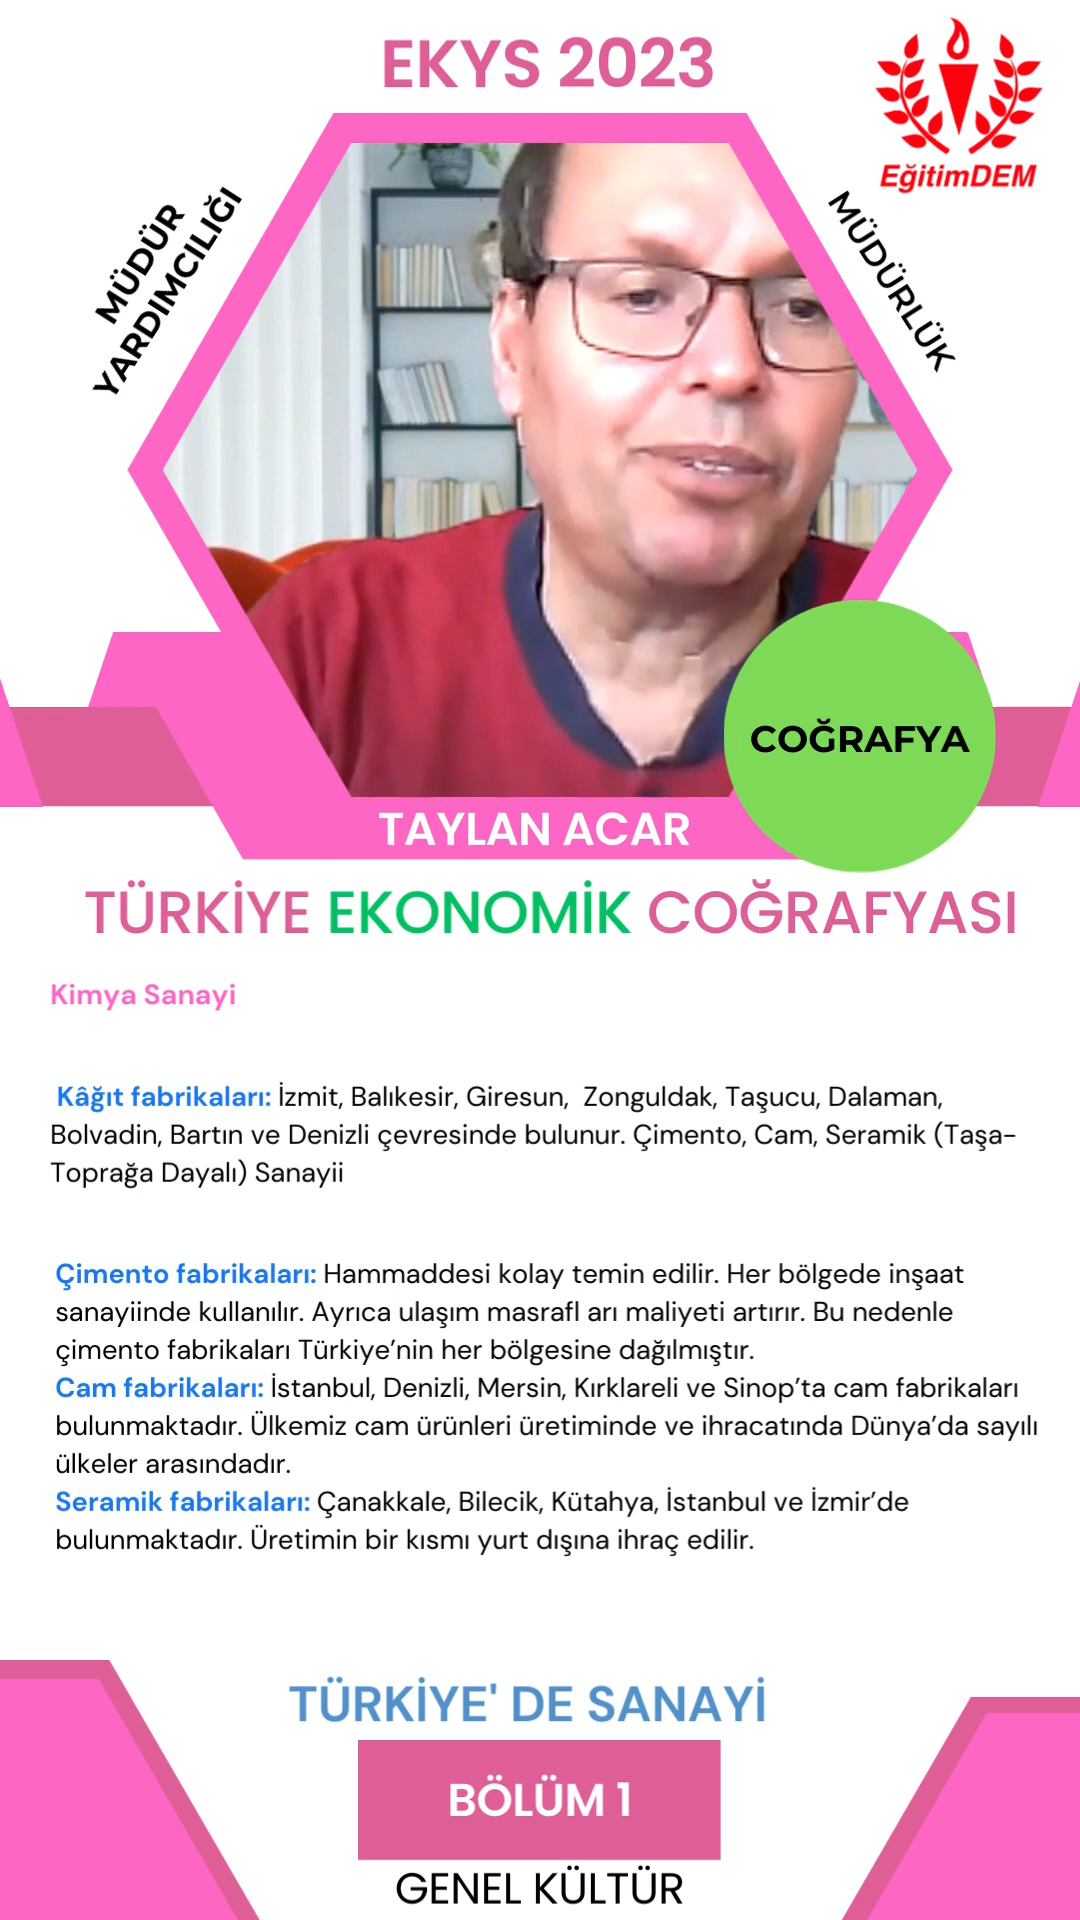 EKYS 2023
EğitimDEM
MÜDÜR
YARDIMCILIĞI
MÜDÜRLÜK
COĞRAFYA
TAYLAN ACAR
TÜRKİYE EKONOMİK COĞRAFYASI
Kimya Sanayi
Kâğıt fabrikaları: İzmit, Balıkesir, Giresun, Zonguldak, Taşucu, Dalaman,
Bolvadin, Bartın ve Denizli çevresinde bulunur. Çimento, Cam, Seramik (Taşa-
Toprağa Dayalı) Sanayii
Çimento fabrikaları: Hammaddesi kolay temin edilir. Her bölgede inşaat
sanayiinde kullanılır. Ayrıca ulaşım masrafl arı maliyeti artırır. Bu nedenle
çimento fabrikaları Türkiye’nin her bölgesine dağılmıştır.
Cam fabrikaları: İstanbul, Denizli, Mersin, Kırklareli ve Sinop’ta cam fabrikaları
bulunmaktadır. Ülkemiz cam ürünleri üretiminde ve ihracatında Dünya’da sayılı
ülkeler arasındadır.
Seramik fabrikaları: Çanakkale, Bilecik, Kütahya, İstanbul ve İzmir’de
bulunmaktadır. Üretimin bir kısmı yurt dışına ihraç edilir.
TÜRKİYE' DE SANAYİ
BÖLÜM 1
GENEL KÜLTÜR